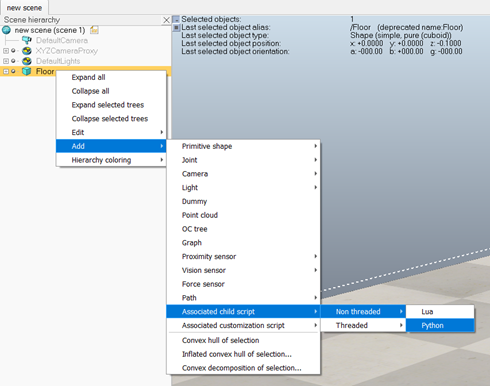 new scene
Scene hierarchy
new scene (scene 1)
DefaultCamera
XYZCameraProxy
DefaultLights
Floor
Selected objects: 1
Last selected object alias: /Floor (deprecated name:Floor)
Last selected object type: Shape (simple, pure (cuboid))
Last selected object position: x: +0.0000 y: +0.0000 z: -0.1000
Last selected object orientation: a: -000.00 b: +000.00 g: -000.00
Expand all
Collapse all
Expand selected trees
Collapse selected trees
Edit
Add
Hierarchy coloring
Primitive shape
Joint
Camera
Light
Dummy
Point cloud
OC tree
Graph
Proximity sensor
Vision sensor
Force sensor
Path
Associated child script
Associated customization script
Convex hull of selection
Inflated convex hull of selection...
Convex decomposition of selection...
Non threaded
Threaded
Lua
Python